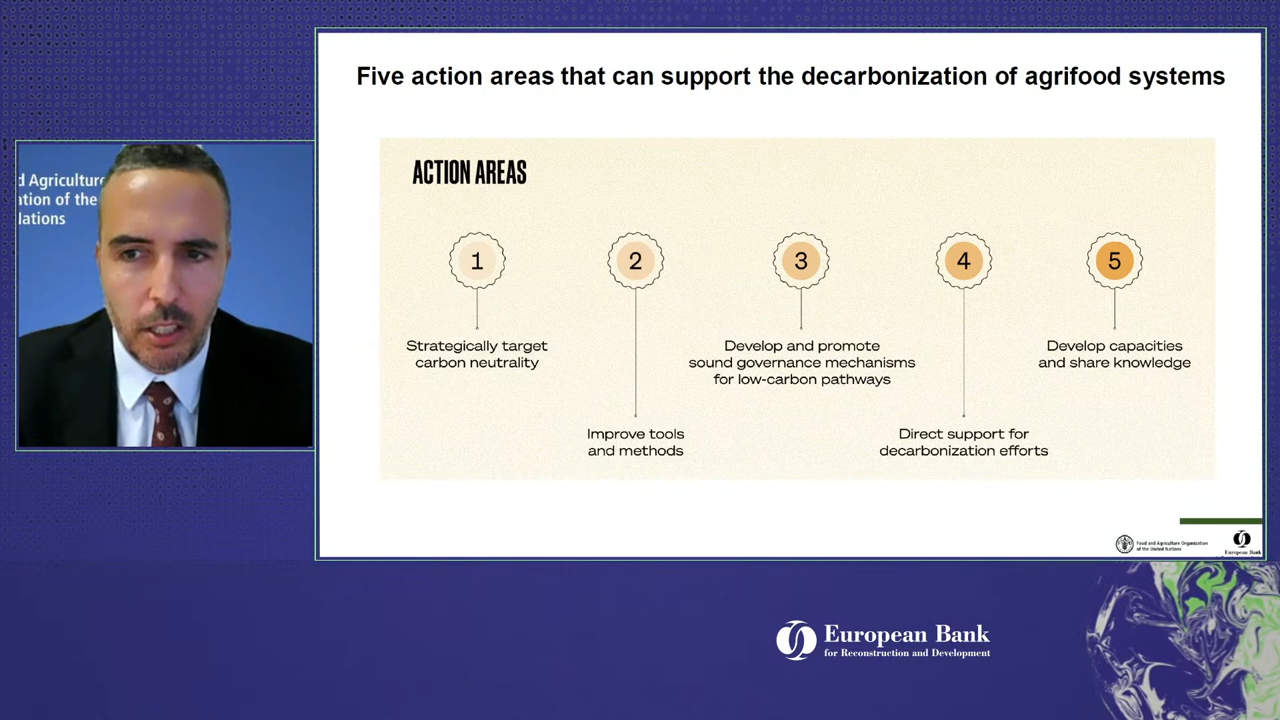 Five action areas that can support the decarbonization of agrifood systems
d Agriculture
ation of the
Nations
ACTION AREAS
1
2
3
4
5
Strategically target
carbon neutrality
Improve tools
and methods
Develop and promote
sound governance mechanisms
for low-carbon pathways
Direct support for
decarbonization efforts
Develop capacities
and share knowledge
Food and Agriculture Organization
of the United Nations
European Bank
European Bank
for Reconstruction and Development